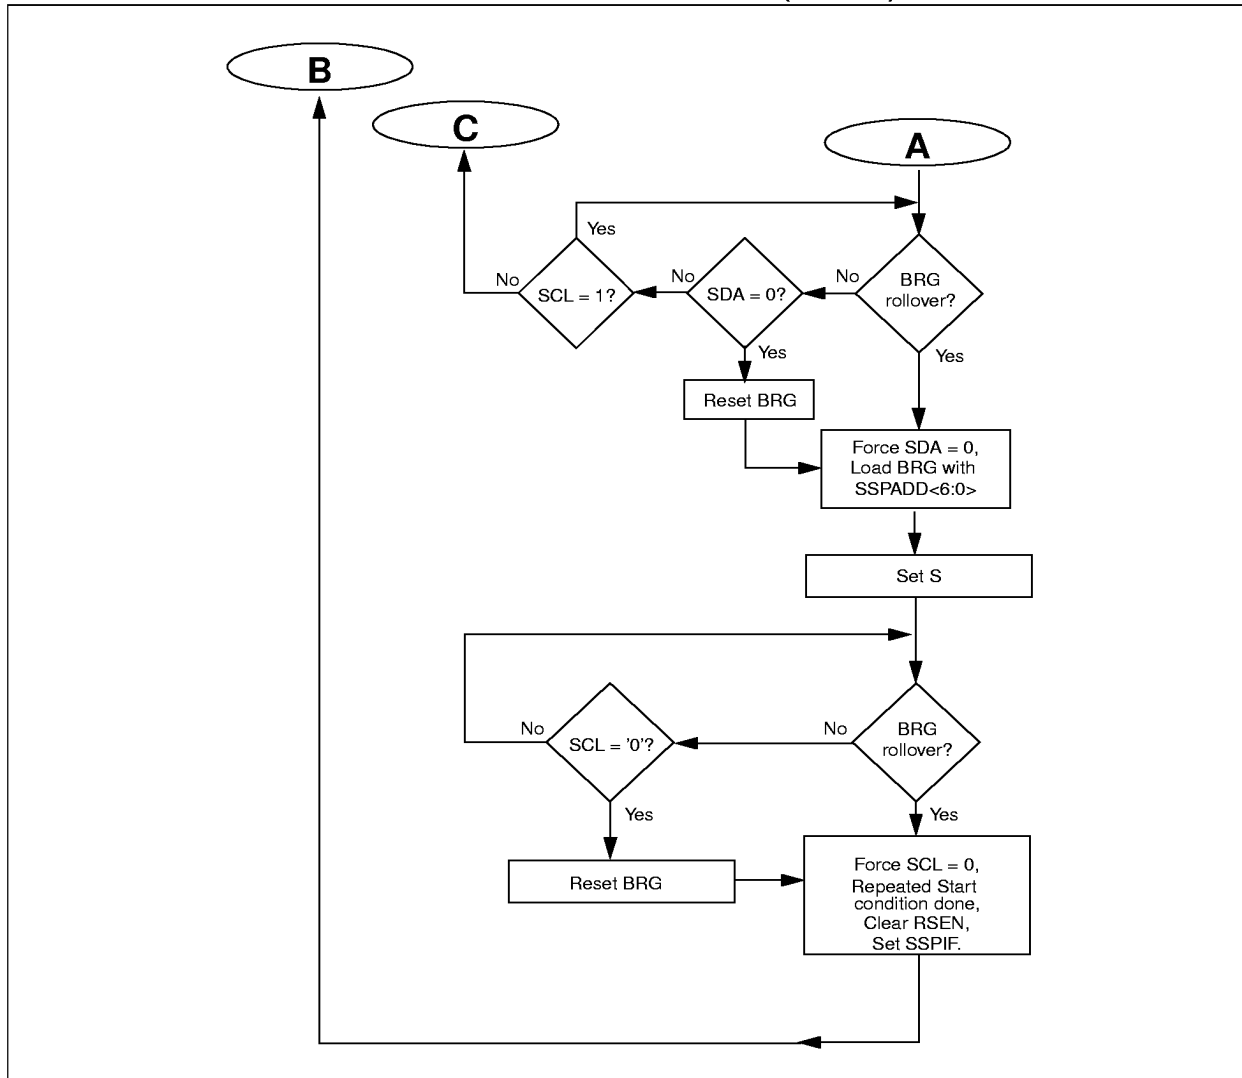 B
C
A
Yes
No
SCL = 1?
No
SDA = 0?
No
BRG
rollover?
Yes
Yes
Reset BRG
Force SDA = 0,
Load BRG with
SSPADD<6:0>
Set S
No
SCL = '0'?
No
BRG
rollover?
Yes
Yes
Reset BRG
Force SCL = 0,
Repeated Start
condition done,
Clear RSEN,
Set SSPIF.